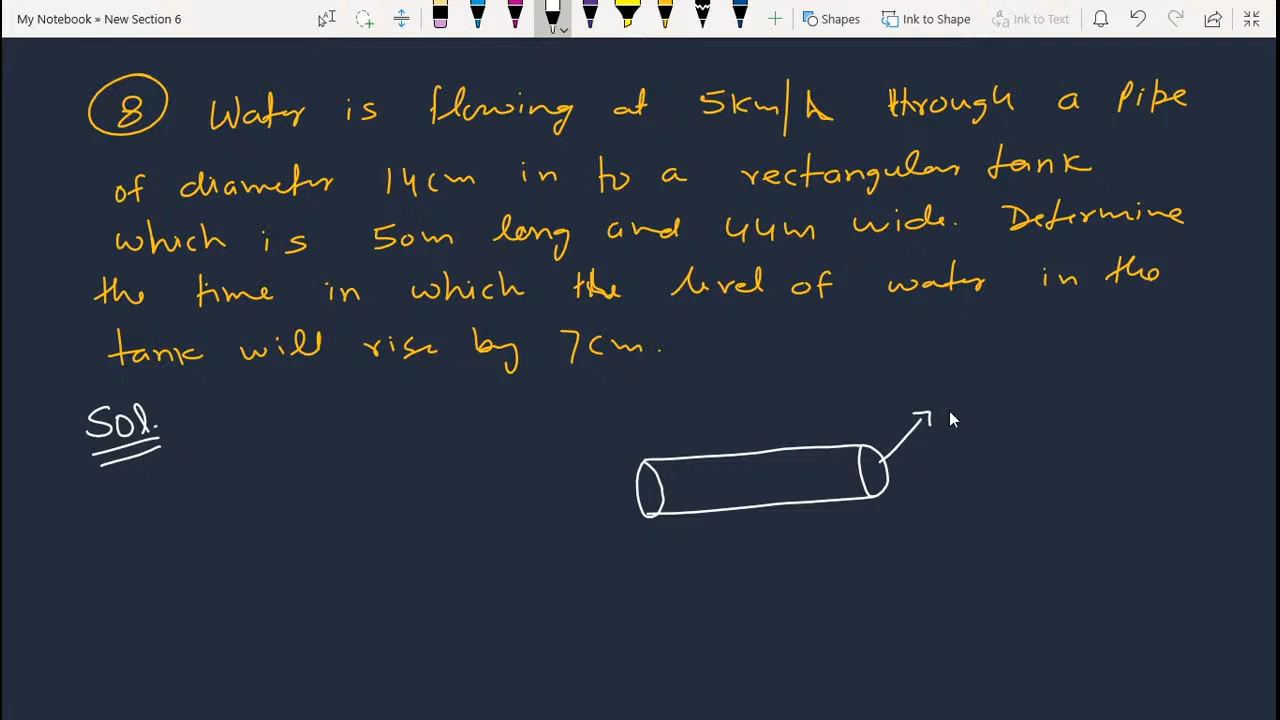 My Notebook » New Section 6
Shapes
Ink to Shape
Ink to Text
8 Water is flowing at 5km/h through a pipe
of diameter 14cm in to a rectangular tank
which is 50m long and 44m wide. Determine
the time in which the level of water in the
tank will rise by 7cm.
Sol.